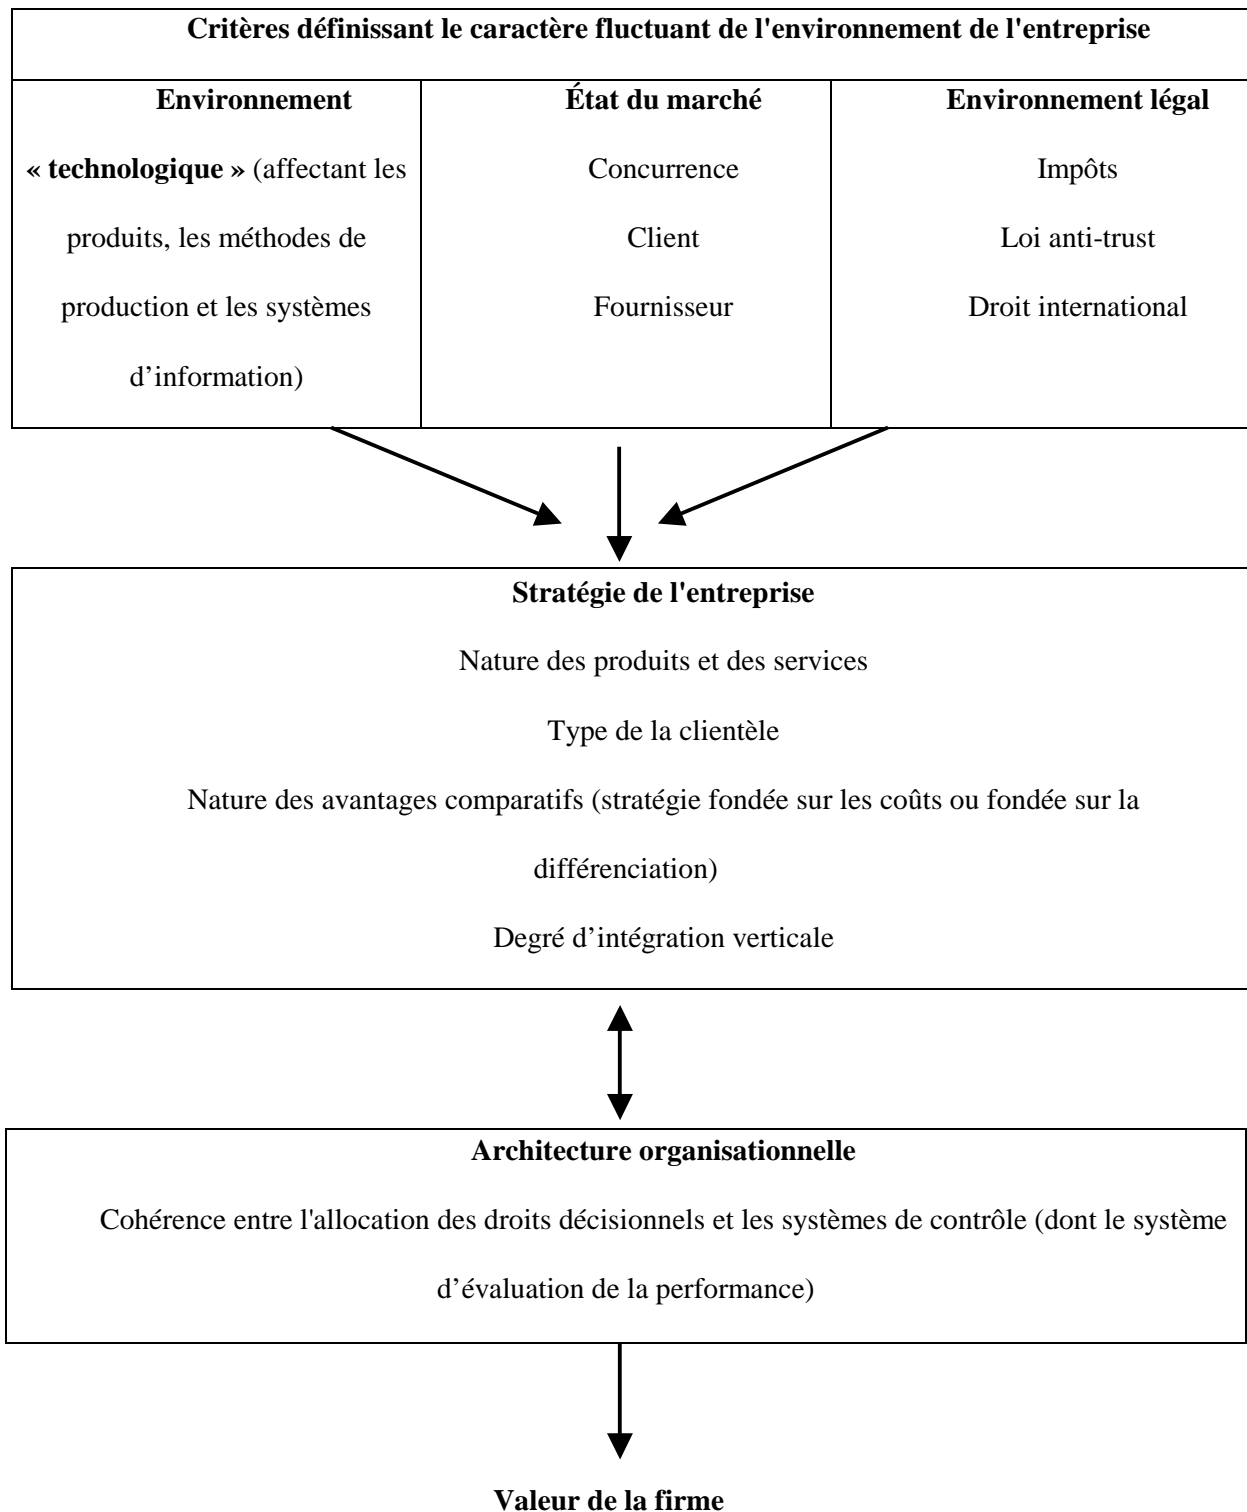 Critères définissant le caractère fluctuant de l'environnement de l'entreprise
Environnement
« technologique » (affectant les
produits, les méthodes de
production et les systèmes
d’information)
État du marché
Concurrence
Client
Fournisseur
Environnement légal
Impôts
Loi anti-trust
Droit international
Stratégie de l'entreprise
Nature des produits et des services
Type de la clientèle
Nature des avantages comparatifs (stratégie fondée sur les coûts ou fondée sur la
différenciation)
Degré d’intégration verticale
Architecture organisationnelle
Cohérence entre l'allocation des droits décisionnels et les systèmes de contrôle (dont le système
d’évaluation de la performance)
Valeur de la firme